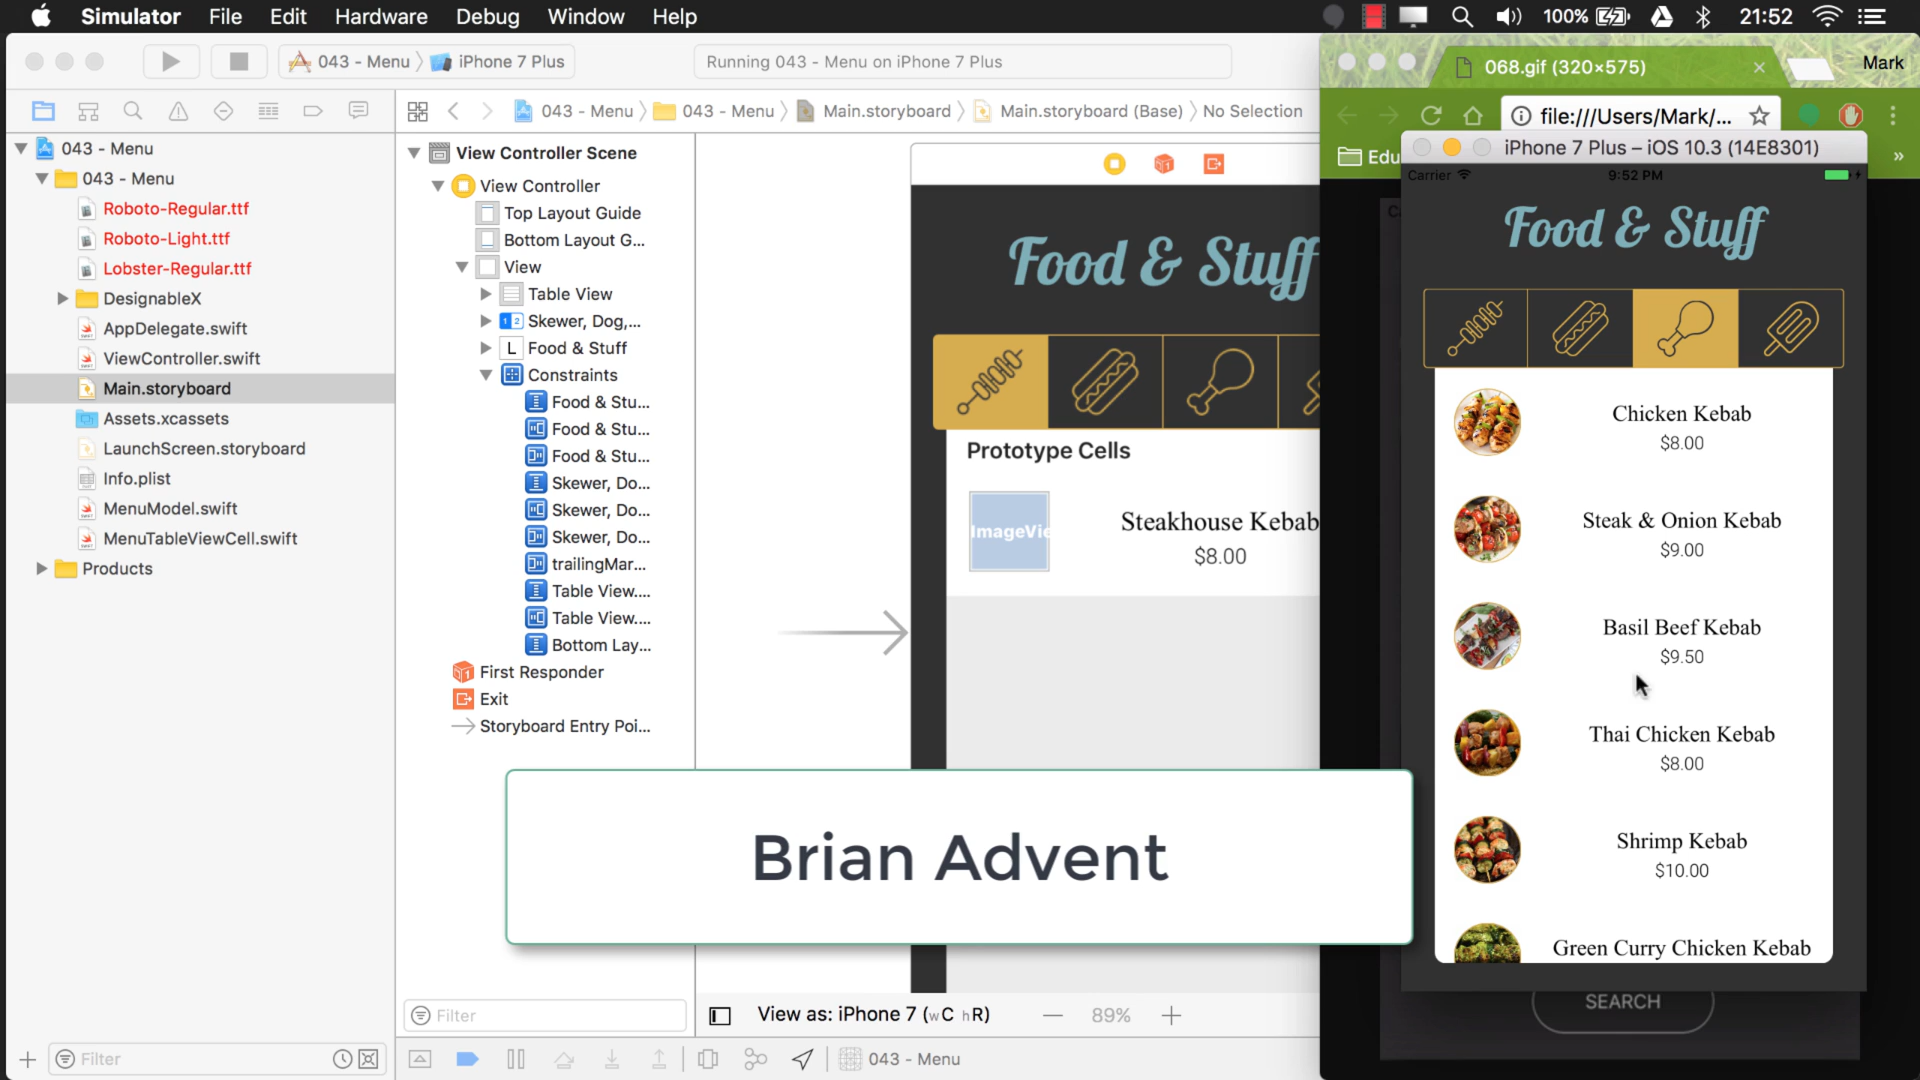 Simulator File Edit Hardware Debug Window Help 100% 21:52
043 - Menu iPhone 7 Plus Running 043 - Menu on iPhone 7 Plus
068.gif (320×575) Mark
043 - Menu 043 - Menu Main.storyboard Main.storyboard (Base) No Selection
file:///Users/Mark/...
Edu
»
iPhone 7 Plus – iOS 10.3 (14E8301)
Carrier 9:52 PM
043 - Menu
043 - Menu
Roboto-Regular.ttf
Roboto-Light.ttf
Lobster-Regular.ttf
DesignableX
AppDelegate.swift
ViewController.swift
Main.storyboard
Assets.xcassets
LaunchScreen.storyboard
Info.plist
MenuModel.swift
MenuTableViewCell.swift
Products
Filter
View Controller Scene
View Controller
Top Layout Guide
Bottom Layout G...
View
Table View
1 2 Skewer, Dog,...
L Food & Stuff
Constraints
Food & Stu...
Food & Stu...
Food & Stu...
Skewer, Do...
Skewer, Do...
Skewer, Do...
trailingMar...
Table View....
Table View....
Bottom Lay...
First Responder
Exit
Storyboard Entry Poi...
Filter
Food & Stuff
Prototype Cells
ImageVie
Steakhouse Kebab
$8.00
View as: iPhone 7 (wC hR) 89%
043 - Menu
Food & Stuff
Chicken Kebab
$8.00
Steak & Onion Kebab
$9.00
Basil Beef Kebab
$9.50
Thai Chicken Kebab
$8.00
Shrimp Kebab
$10.00
Green Curry Chicken Kebab
SEARCH
Brian Advent